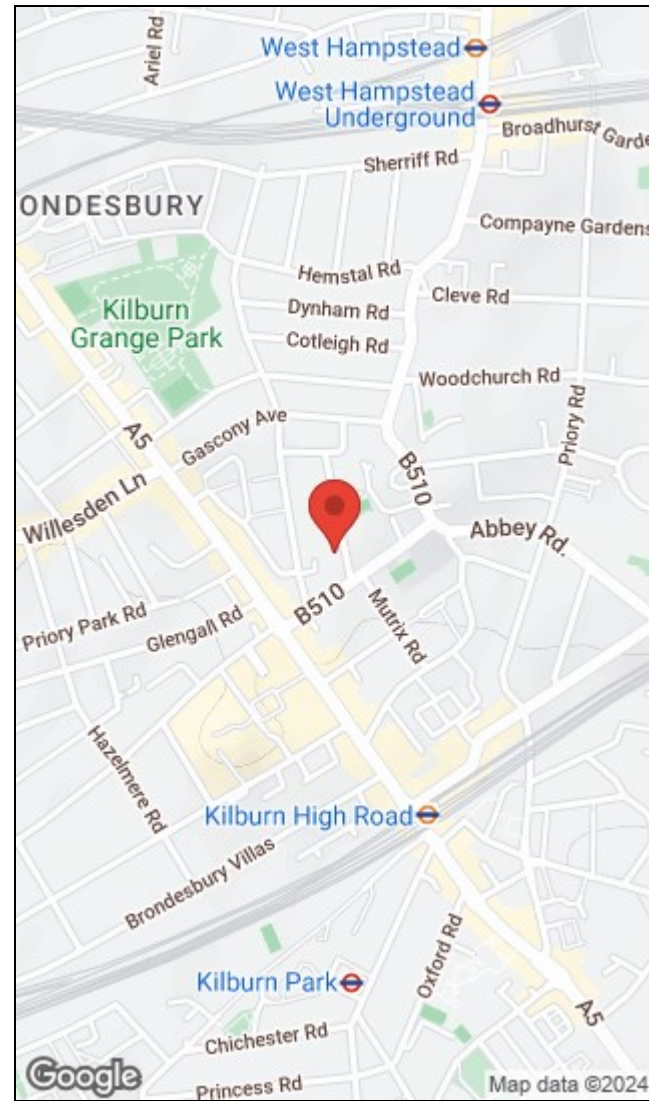 Ariel Rd
West Hampstead
West Hampstead
Underground
Broadhurst Garde
Sherriff Rd
ONDESBURY
Compayne Gardens
Hemstal Rd
Kilburn
Grange Park
Dynham Rd
Cleve Rd
Cotleigh Rd
Woodchurch Rd
Priory Rd
A5
Gascony Ave
B510
Willesden Ln
Abbey Rd.
B510
Mutrix Rd
Priory Park Rd
Glengall Rd
Hazelmere Rd
Kilburn High Road
Brondesbury Villas
Oxford Rd
Kilburn Park
A5
Chichester Rd
Princess Rd
Google
Map data ©2024